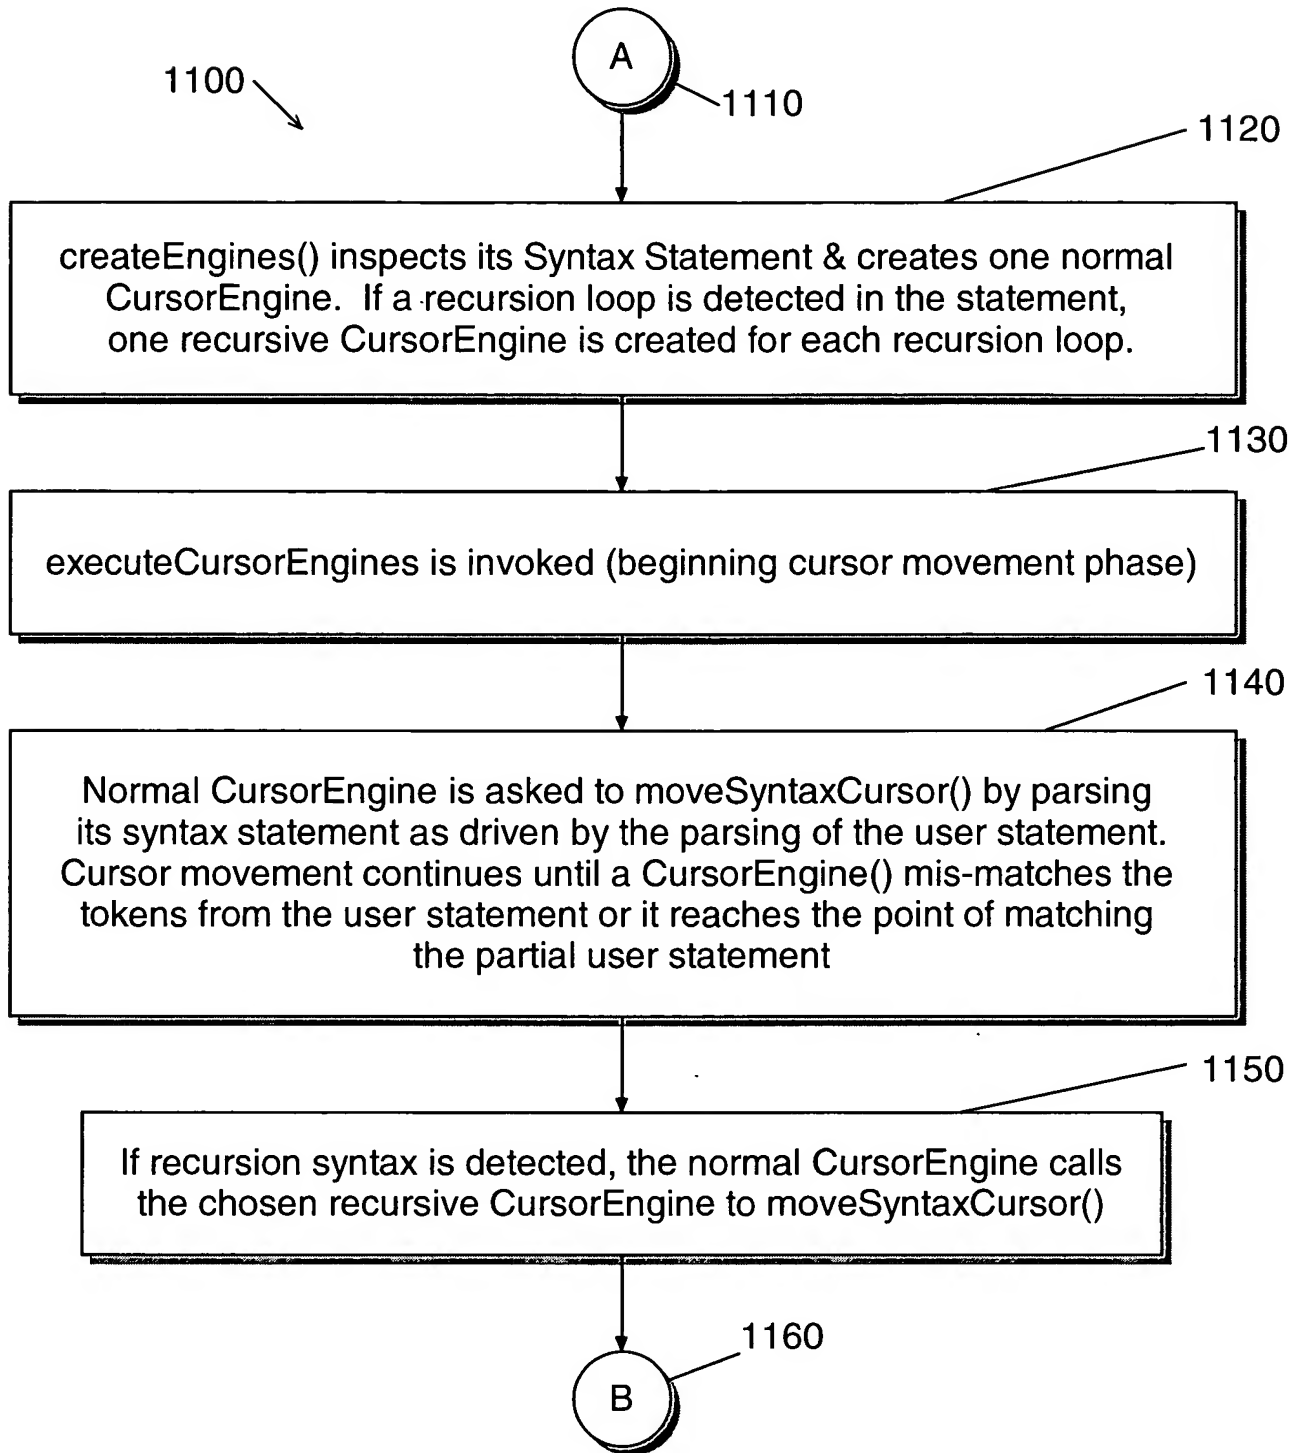 A
1100
1110
1120
createEngines() inspects its Syntax Statement & creates one normal
CursorEngine. If a recursion loop is detected in the statement,
one recursive CursorEngine is created for each recursion loop.
1130
executeCursorEngines is invoked (beginning cursor movement phase)
1140
Normal CursorEngine is asked to moveSyntaxCursor() by parsing
its syntax statement as driven by the parsing of the user statement.
Cursor movement continues until a CursorEngine() mis-matches the
tokens from the user statement or it reaches the point of matching
the partial user statement
1150
If recursion syntax is detected, the normal CursorEngine calls
the chosen recursive CursorEngine to moveSyntaxCursor()
1160
B